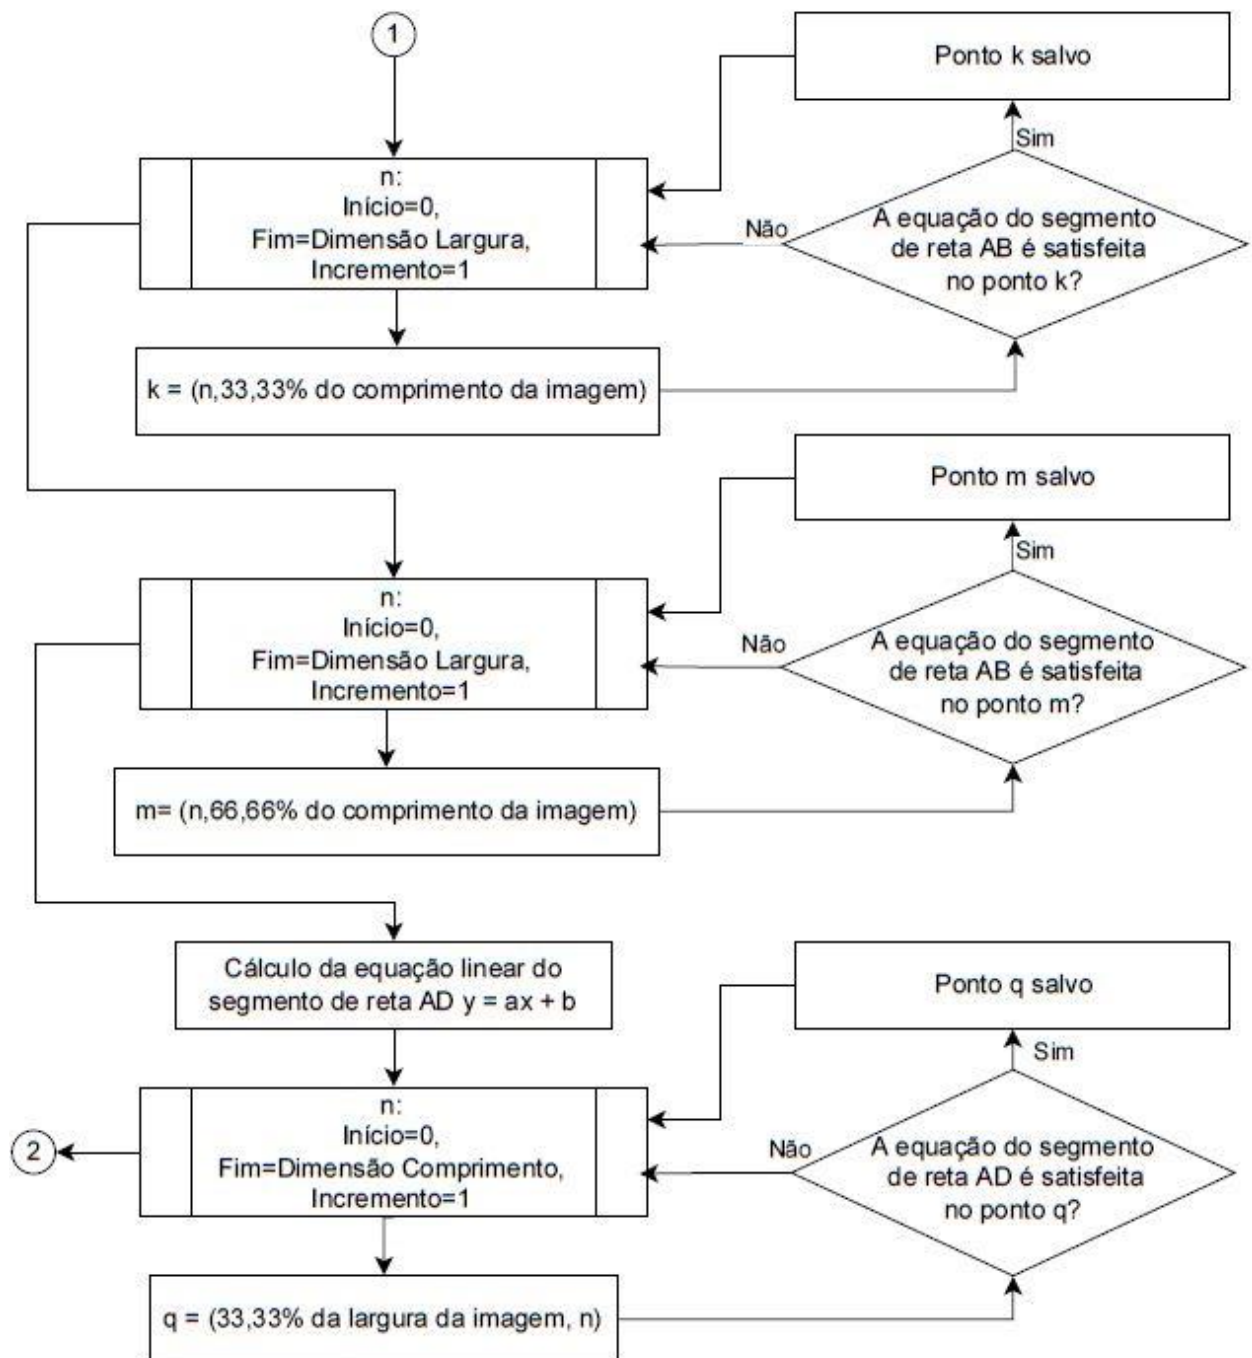 1
Ponto k salvo
Sim
n:
Início=0,
Fim=Dimensão Largura,
Incremento=1
Não
A equação do segmento
de reta AB é satisfeita
no ponto k?
k = (n,33,33% do comprimento da imagem)
Ponto m salvo
Sim
n:
Início=0,
Fim=Dimensão Largura,
Incremento=1
Não
A equação do segmento
de reta AB é satisfeita
no ponto m?
m= (n,66,66% do comprimento da imagem)
Cálculo da equação linear do
segmento de reta AD y = ax + b
Ponto q salvo
Sim
n:
Início=0,
Fim=Dimensão Comprimento,
Incremento=1
2
Não
A equação do segmento
de reta AD é satisfeita
no ponto q?
q = (33,33% da largura da imagem, n)